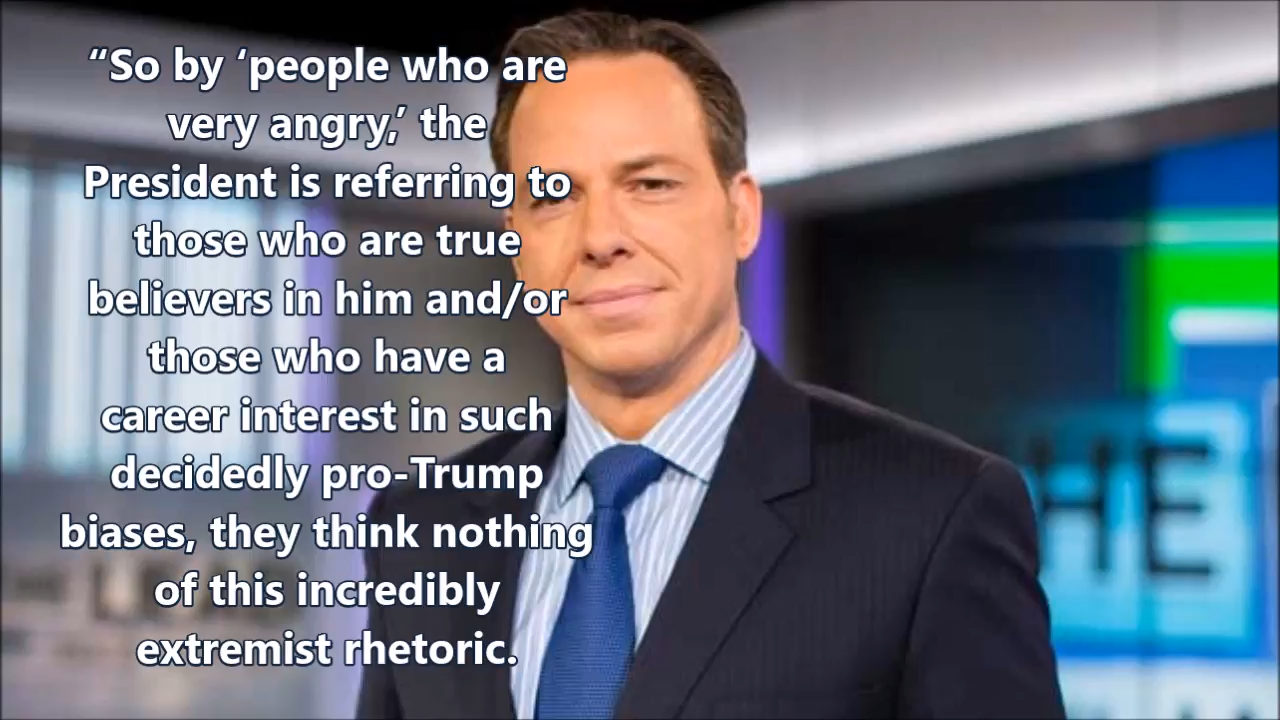 “So by ‘people who are
very angry,’ the
President is referring to
those who are true
believers in him and/or
those who have a
career interest in such
decidedly pro-Trump
biases, they think nothing
of this incredibly
extremist rhetoric.
HE